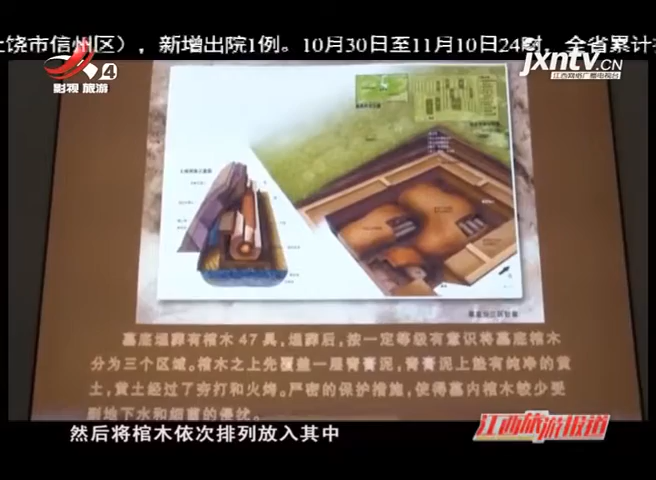 上饶市信州区），新增出院1例。10月30日至11月10日24时，全省累计
4
影视 旅游
jxntv.CN
江西网络广播电视台
墓底埋葬有棺木47具，埋葬后，按一定等级有意识将墓底棺木
分为三个区域。棺木之上先覆盖一层青膏泥，青膏泥上垫有纯净的黄
土，黄土经过了夯打和火烤。严密的保护措施，使得墓内棺木较少受
到地下水和细菌的侵扰。
江西旅游报道
然后将棺木依次排列放入其中